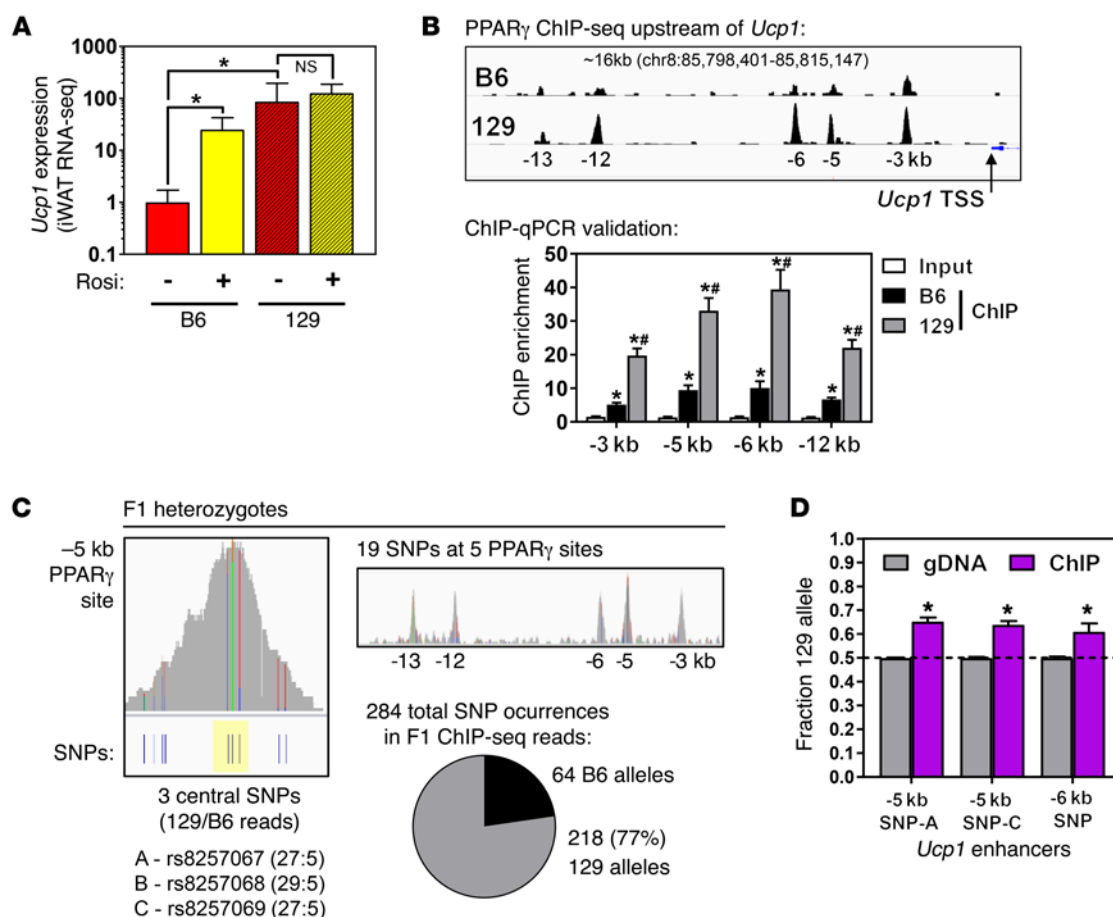 A
Ucp1 expression
(iWAT RNA-seq)
1000
100
10
1
0.1
*
*
NS
Rosi:
-
+
-
+
B6
129
B
PPARγ ChIP-seq upstream of Ucp1:
~16kb (chr8:85,798,401-85,815,147)
B6
129
-13
-12
-6
-5
-3 kb
Ucp1 TSS
ChIP-qPCR validation:
ChIP enrichment
50
40
30
20
10
0
*
*#
*
*#
*
*#
*
*#
-3 kb
-5 kb
-6 kb
-12 kb
Input
B6
129
ChIP
C
F1 heterozygotes
–5 kb
PPARγ
site
SNPs:
3 central SNPs
(129/B6 reads)
A - rs8257067 (27:5)
B - rs8257068 (29:5)
C - rs8257069 (27:5)
19 SNPs at 5 PPARγ sites
-13
-12
-6
-5
-3 kb
284 total SNP ocurrences
in F1 ChIP-seq reads:
64 B6 alleles
218 (77%)
129 alleles
D
Fraction 129 allele
1.0
0.9
0.8
0.7
0.6
0.5
0.4
0.3
0.2
0.1
0.0
gDNA
ChIP
*
*
*
-5 kb
SNP-A
-5 kb
SNP-C
-6 kb
SNP
Ucp1 enhancers